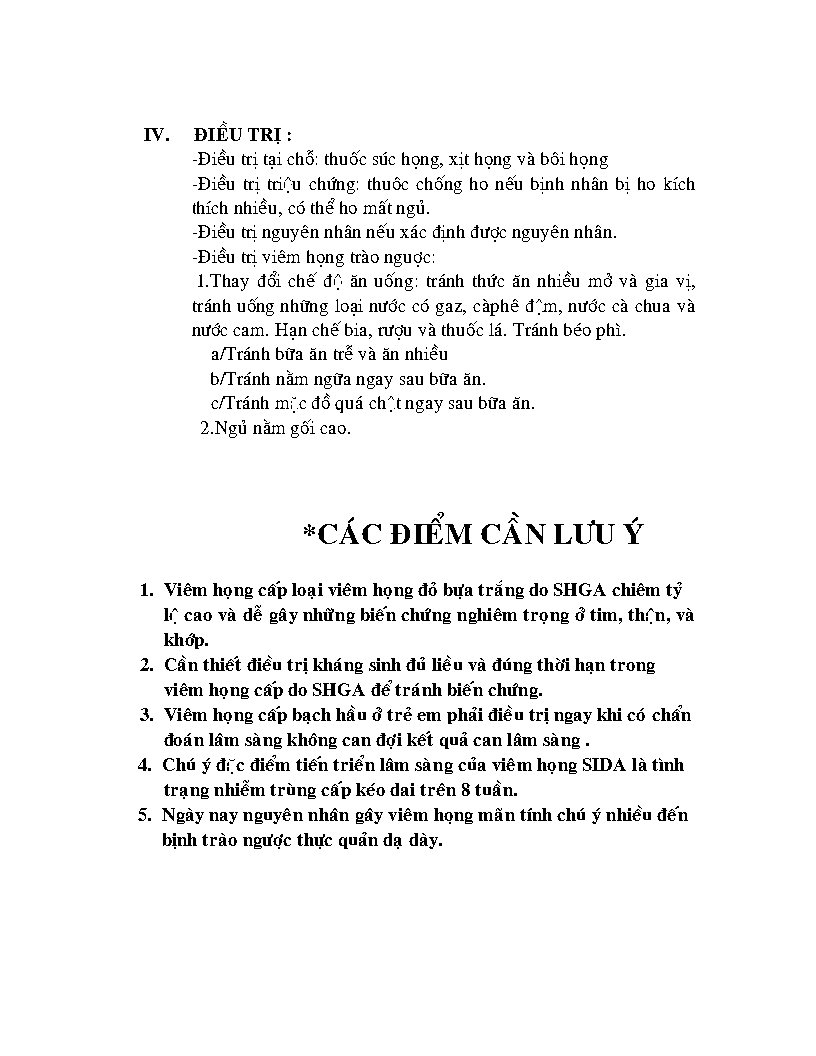 IV. ĐIỀU TRỊ :
-Điều trị tại chỗ: thuốc súc họng, xịt họng và bôi họng
-Điều trị triệu chứng: thuôc chống ho nếu bịnh nhân bị ho kích
thích nhiều, có thể ho mất ngủ.
-Điều trị nguyên nhân nếu xác định được nguyên nhân.
-Điều trị viêm họng trào nguợc:
1.Thay đổi chế độ ăn uống: tránh thức ăn nhiều mở và gia vị,
tránh uống những loại nước có gaz, càphê đậm, nước cà chua và
nước cam. Hạn chế bia, rượu và thuốc lá. Tránh béo phì.
a/Tránh bữa ăn trễ và ăn nhiều
b/Tránh nằm ngữa ngay sau bữa ăn.
c/Tránh mặc đồ quá chật ngay sau bữa ăn.
2.Ngủ nằm gối cao.
*CÁC ĐIỂM CẦN LƯU Ý
1. Viêm họng cấp loại viêm họng đỏ bựa trắng do SHGA chiêm tỷ
lệ cao và dễ gây những biến chứng nghiêm trọng ở tim, thận, và
khớp.
2. Cần thiết điều trị kháng sinh đủ liều và đúng thời hạn trong
viêm họng cấp do SHGA để tránh biến chứng.
3. Viêm họng cấp bạch hầu ở trẻ em phải điều trị ngay khi có chẩn
đoán lâm sàng không can đợi kết quả can lâm sàng .
4. Chú ý đặc điểm tiến triển lâm sàng của viêm họng SIDA là tình
trạng nhiễm trùng cấp kéo dai trên 8 tuần.
5. Ngày nay nguyên nhân gây viêm họng mãn tính chú ý nhiều đến
bịnh trào ngược thực quản dạ dày.